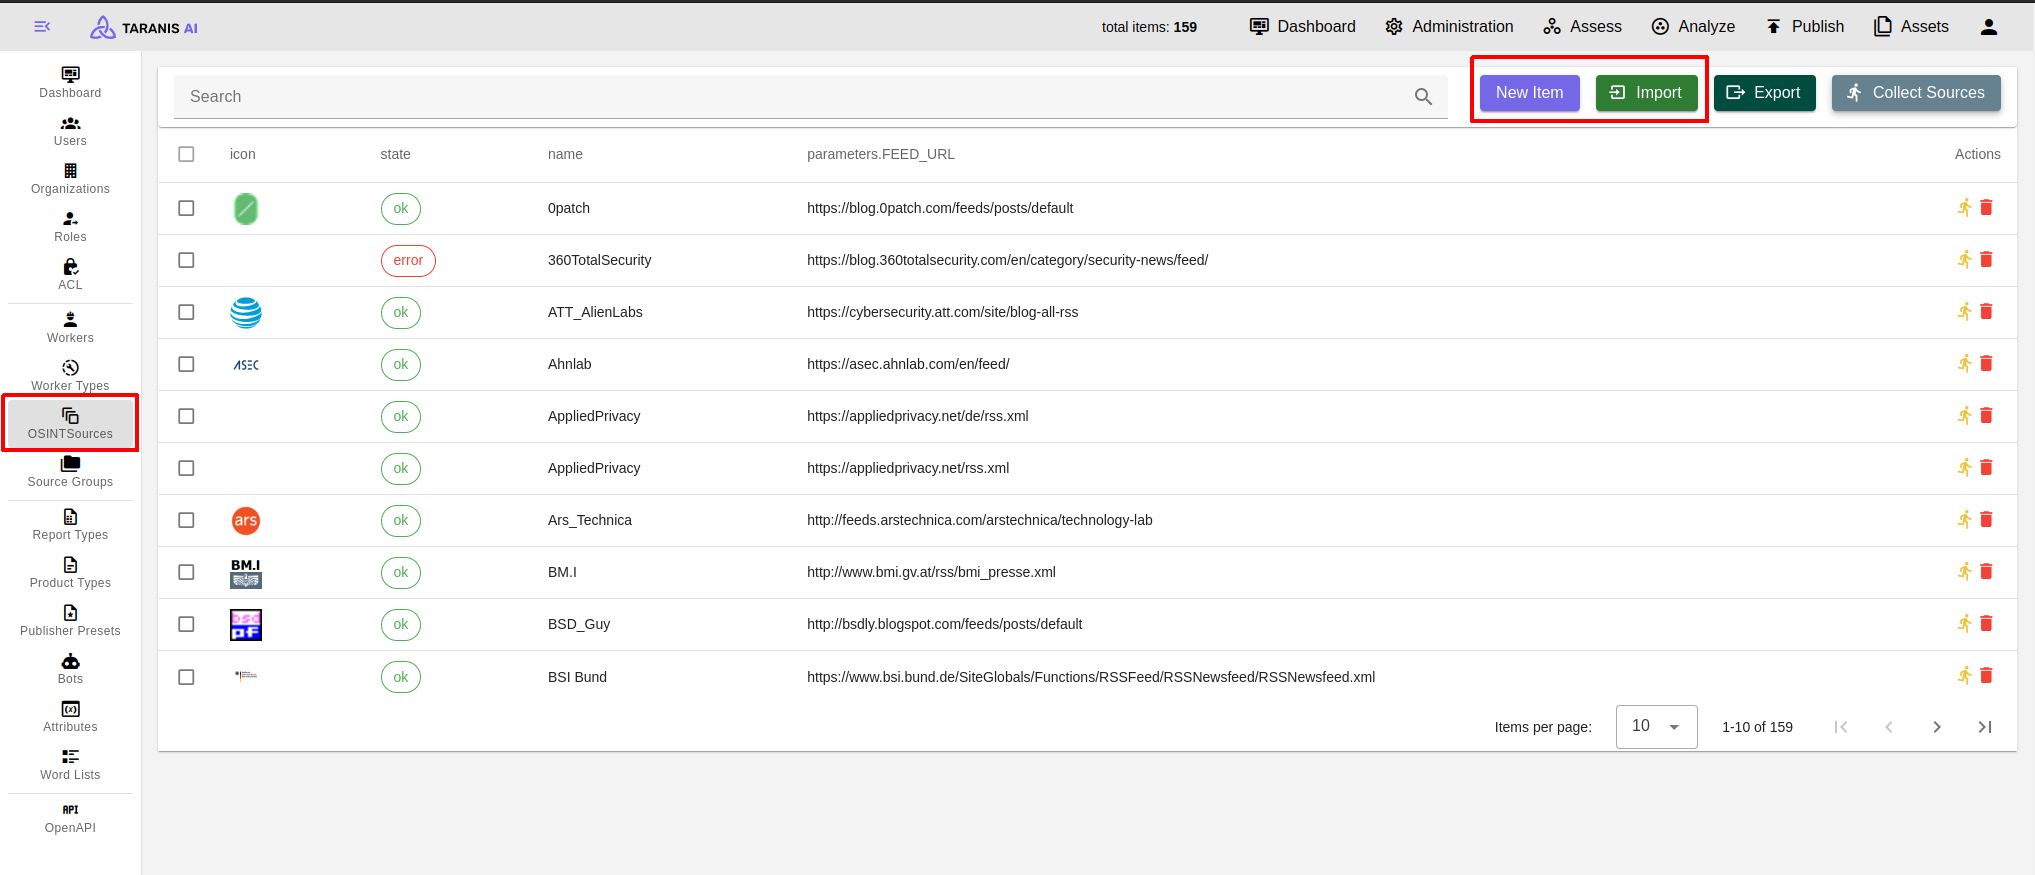 TARANIS AI
total items: 159
Dashboard
Administration
Assess
Analyze
Publish
Assets
Dashboard
Users
Organizations
Roles
ACL
Workers
Worker Types
OSINTSources
Source Groups
Report Types
Product Types
Publisher Presets
Bots
Attributes
Word Lists
API
OpenAPI
Search
New Item
Import
Export
Collect Sources
icon state name parameters.FEED_URL Actions
ok 0patch https://blog.0patch.com/feeds/posts/default
error 360TotalSecurity https://blog.360totalsecurity.com/en/category/security-news/feed/
ok ATT_AlienLabs https://cybersecurity.att.com/site/blog-all-rss
ASEC ok Ahnlab https://asec.ahnlab.com/en/feed/
ok AppliedPrivacy https://appliedprivacy.net/de/rss.xml
ok AppliedPrivacy https://appliedprivacy.net/rss.xml
ars ok Ars_Technica http://feeds.arstechnica.com/arstechnica/technology-lab
BM.I ok BM.I http://www.bmi.gv.at/rss/bmi_presse.xml
bsd pf ok BSD_Guy http://bsdly.blogspot.com/feeds/posts/default
ok BSI Bund https://www.bsi.bund.de/SiteGlobals/Functions/RSSFeed/RSSNewsfeed/RSSNewsfeed.xml
Items per page: 10 1-10 of 159